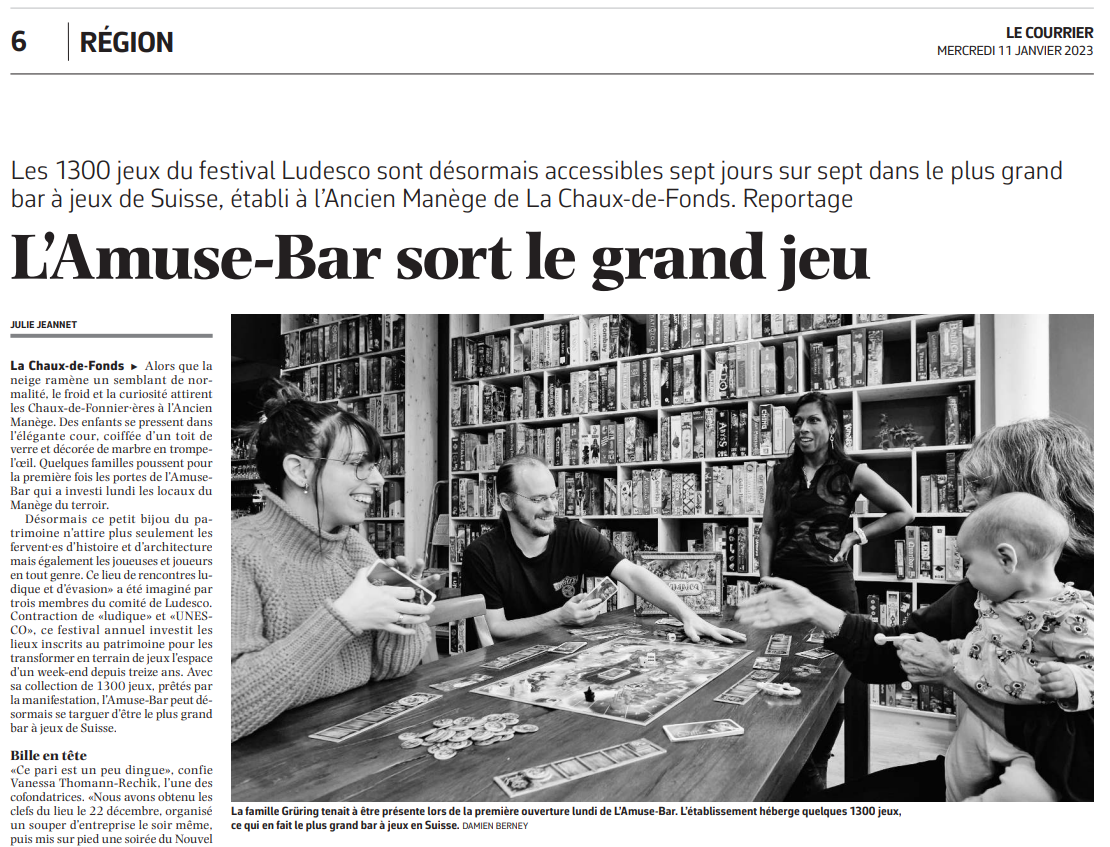 6
RÉGION
LE COURRIER
MERCREDI 11 JANVIER 2023
Les 1300 jeux du festival Ludesco sont désormais accessibles sept jours sur sept dans le plus grand
bar à jeux de Suisse, établi à l'Ancien Manège de La Chaux-de-Fonds. Reportage
L'Amuse-Bar sort le grand jeu
JULIE JEANNET
La Chaux-de-Fonds ► Alors que la
neige ramène un semblant de nor-
malité, le froid et la curiosité attirent
les Chaux-de-Fonnier·ères à l'Ancien
Manège. Des enfants se pressent dans
l'élégante cour, coiffée d'un toit de
verre et décorée de marbre en trompe-
l'œil. Quelques familles poussent pour
la première fois les portes de l'Amuse-
Bar qui a investi lundi les locaux du
Manège du terroir.
Désormais ce petit bijou du pa-
trimoine n'attire plus seulement les
fervent·es d'histoire et d'architecture
mais également les joueuses et joueurs
en tout genre. Ce lieu de rencontres lu-
dique et d'évasion» a été imaginé par
trois membres du comité de Ludesco.
Contraction de «ludique» et «UNES-
CO», ce festival annuel investit les
lieux inscrits au patrimoine pour les
transformer en terrain de jeux l'espace
d'un week-end depuis treize ans. Avec
sa collection de 1300 jeux, prêtés par
la manifestation, l'Amuse-Bar peut dé-
sormais se targuer d'être le plus grand
bar à jeux de Suisse.
Bille en tête
«Ce pari est un peu dingue», confie
Vanessa Thomann-Rechik, l'une des
cofondatrices. «Nous avons obtenu les
clefs du lieu le 22 décembre, organisé
un souper d'entreprise le soir même,
puis mis sur pied une soirée du Nouvel
La famille Grüring tenait à être présente lors de la première ouverture lundi de L'Amuse-Bar. L'établissement héberge quelques 1300 jeux,
ce qui en fait le plus grand bar à jeux en Suisse. DAMIEN BERNEY